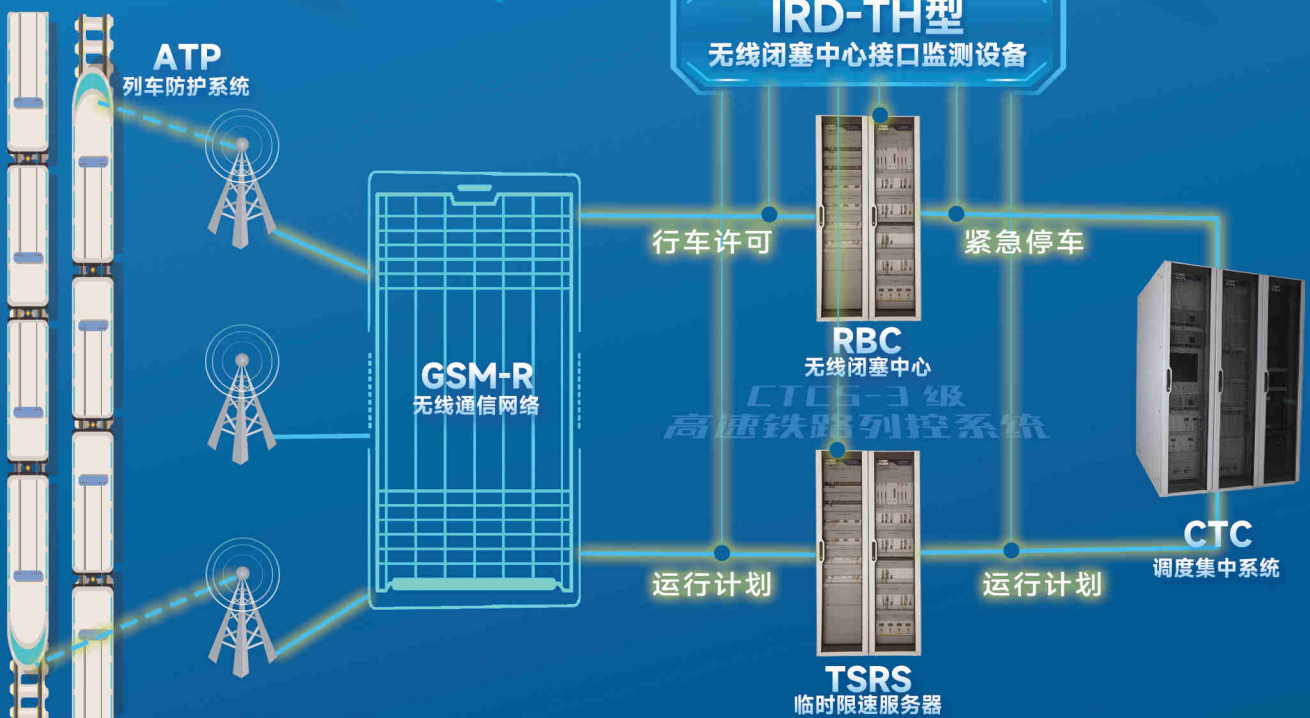 IRD-TH型
无线闭塞中心接口监测设备
ATP
列车防护系统
行车许可
紧急停车
RBC
无线闭塞中心
GSM-R
无线通信网络
CTCS-3级
高速铁路列控系统
CTC
调度集中系统
运行计划
运行计划
TSRS
临时限速服务器